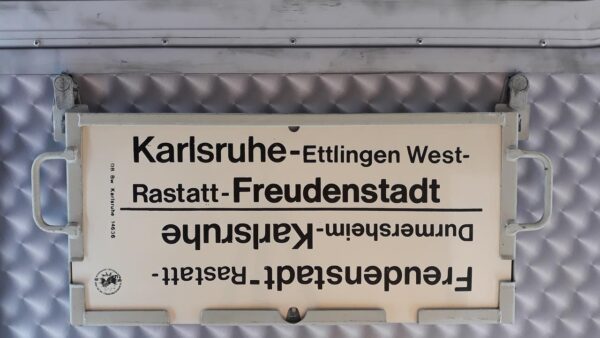 Karlsruhe-Ettlingen West-
Rastatt-Freudenstadt
Freudenstadt-Rastatt-
Durmersheim-Karlsruhe